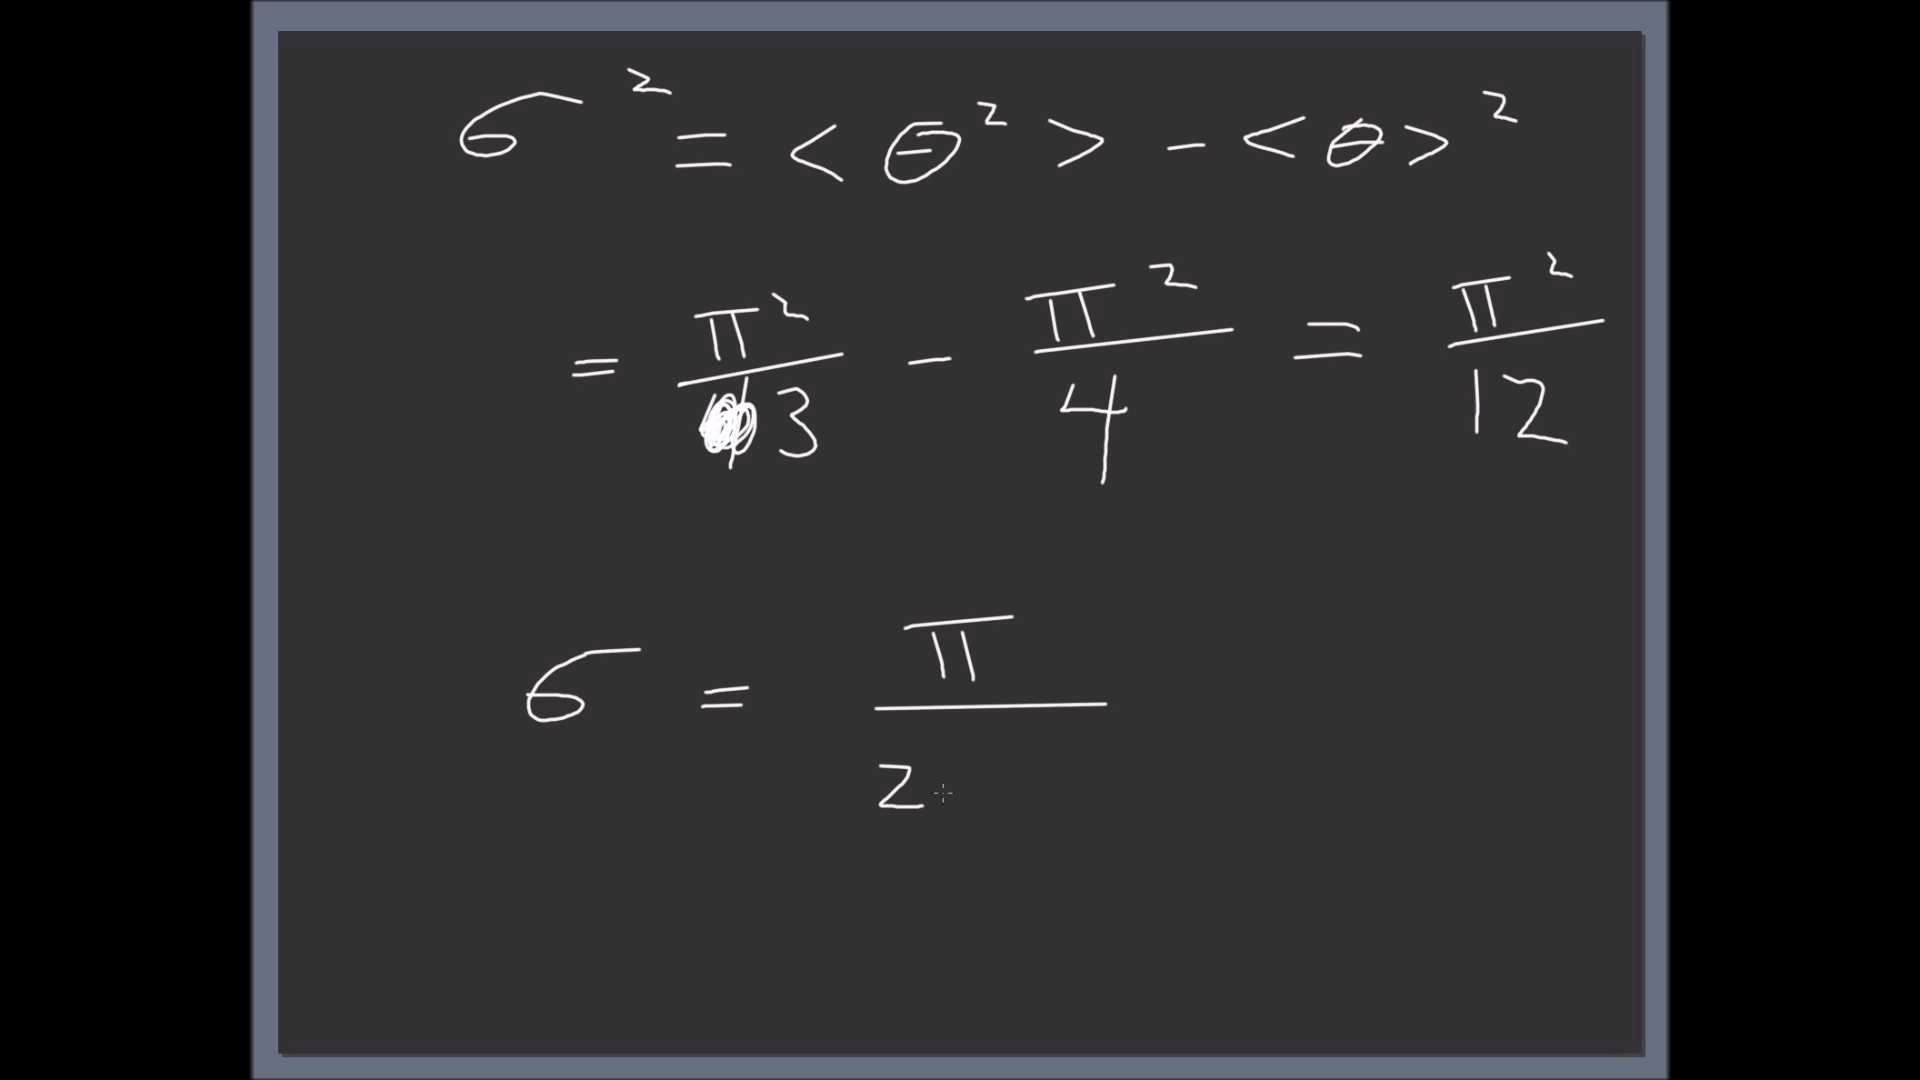 σ² = <θ²> - <θ>²
= π²/3 - π²/4 = π²/12
σ = π/2